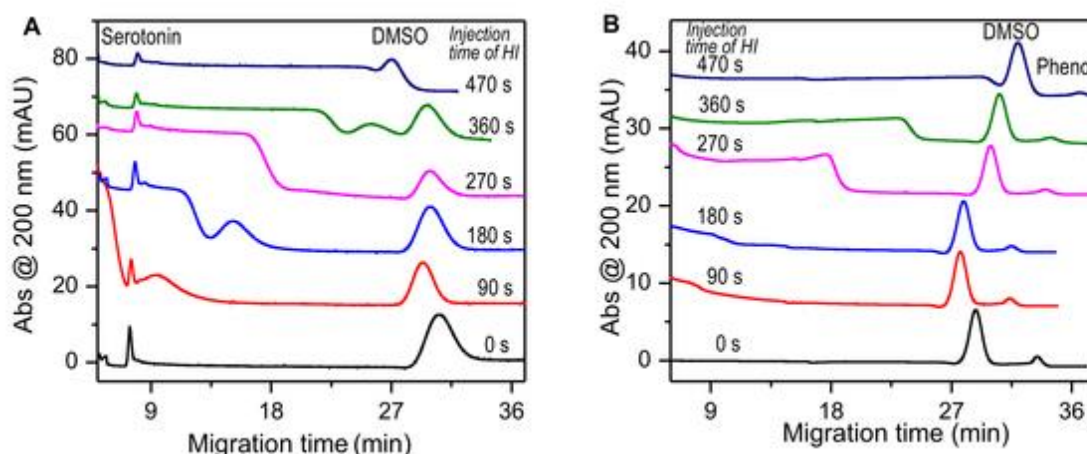 A
Serotonin
DMSO
Injection
time of HI
470 s
360 s
270 s
180 s
90 s
0 s
80
60
40
20
0
9
18
27
36
Abs @ 200 nm (mAU)
Migration time (min)
B
Injection
time of HI
DMSO
Pheno
470 s
360 s
270 s
180 s
90 s
0 s
40
30
20
10
0
9
18
27
36
Abs @ 200 nm (mAU)
Migration time (min)